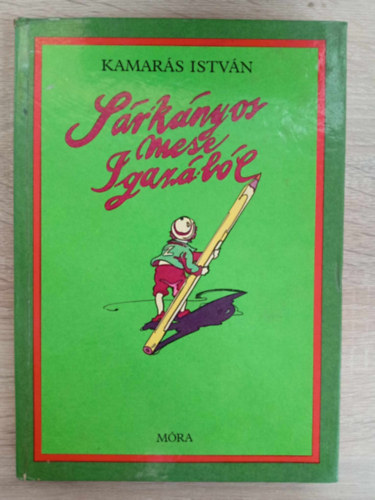 KAMARÁS ISTVÁN
Sárkányos
mese
Igazából
MÓRA